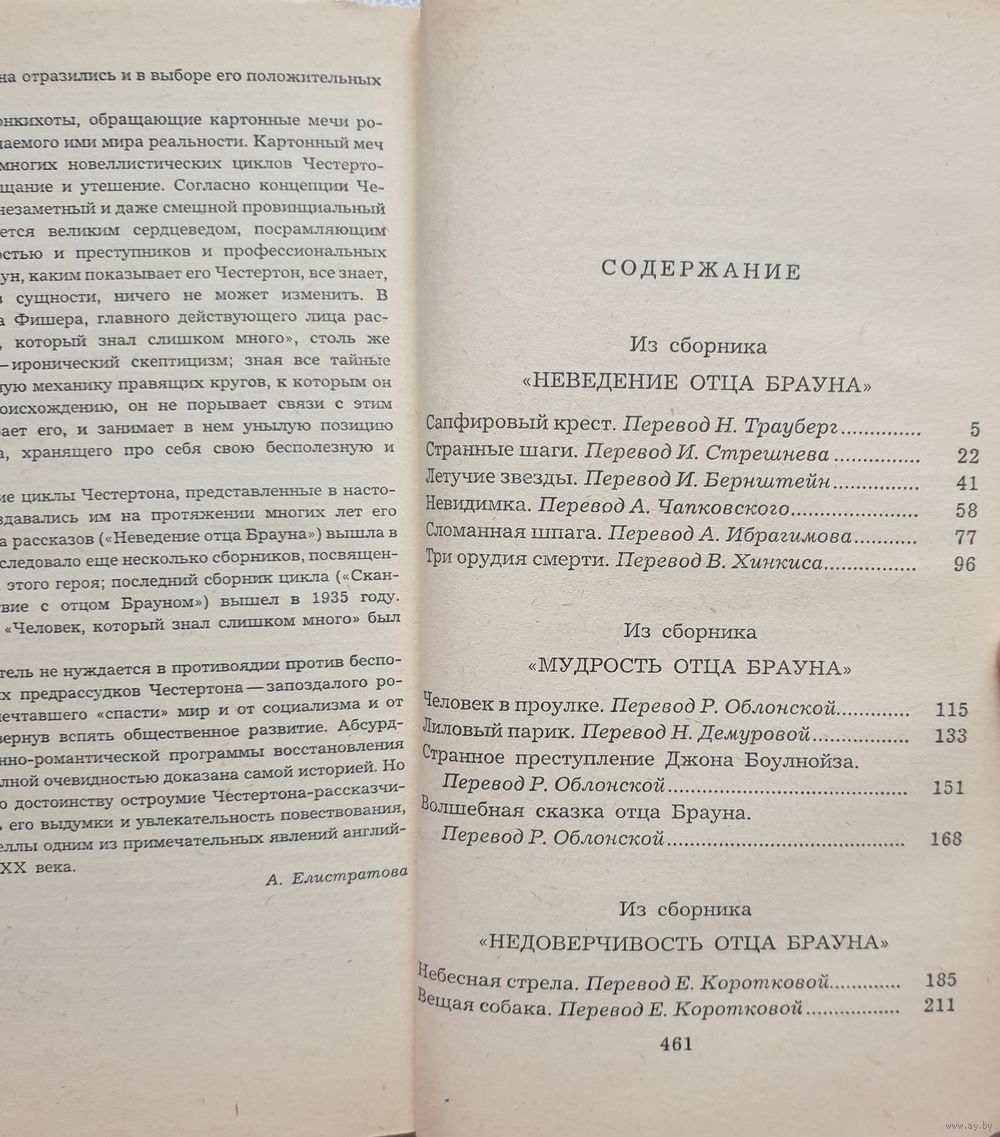 на отразились и в выборе его положительных
онкихоты, обращающие картонные мечи ро-
чаемого ими мира реальности. Картонный меч
многих новеллистических циклов Честерто-
щание и утешение. Согласно концепции Че-
незаметный и даже смешной провинциальный
ется великим сердцеведом, посрамляющим
остью и преступников и профессиональных
ун, каким показывает его Честертон, все знает,
в сущности, ничего не может изменить. В
а Фишера, главного действующего лица рас-
, который знал слишком много», столь же
—иронический скептицизм; зная все тайные
ную механику правящих кругов, к которым он
оисхождению, он не порывает связи с этим
ает его, и занимает в нем унылую позицию
а, хранящего про себя свою бесполезную и
ие циклы Честертона, представленные в насто-
здавались им на протяжении многих лет его
а рассказов («Неведение отца Брауна») вышла в
следовало еще несколько сборников, посвящен-
этого героя; последний сборник цикла («Скан-
твие с отцом Брауном») вышел в 1935 году.
«Человек, который знал слишком много» был
тель не нуждается в противоядии против беспо-
х предрассудков Честертона—запоздалого ро-
ечтавшего «спасти» мир и от социализма и от
вернув вспять общественное развитие. Абсурд-
нно-романтической программы восстановления
лной очевидностью доказана самой историей. Но
о достоинству остроумие Честертона-рассказчи-
, его выдумки и увлекательность повествования,
еллы одним из примечательных явлений англий-
XX века.
А. Елистратова
СОДЕРЖАНИЕ
Из сборника
«НЕВЕДЕНИЕ ОТЦА БРАУНА»
Сапфировый крест. Перевод Н. Трауберг.............. 5
Странные шаги. Перевод И. Стрешнева .............. 22
Летучие звезды. Перевод И. Бернштейн.............. 41
Невидимка. Перевод А. Чапковского.................... 58
Сломанная шпага. Перевод А. Ибрагимова........... 77
Три орудия смерти. Перевод В. Хинкиса............... 96
Из сборника
«МУДРОСТЬ ОТЦА БРАУНА»
Человек в проулке. Перевод Р. Облонской............ 115
Лиловый парик. Перевод Н. Демуровой............... 133
Странное преступление Джона Боулнойза.
Перевод Р. Облонской...................................... 151
Волшебная сказка отца Брауна.
Перевод Р. Облонской...................................... 168
Из сборника
«НЕДОВЕРЧИВОСТЬ ОТЦА БРАУНА»
Небесная стрела. Перевод Е. Коротковой............ 185
Вещая собака. Перевод Е. Коротковой................. 211
461
www.ay.by